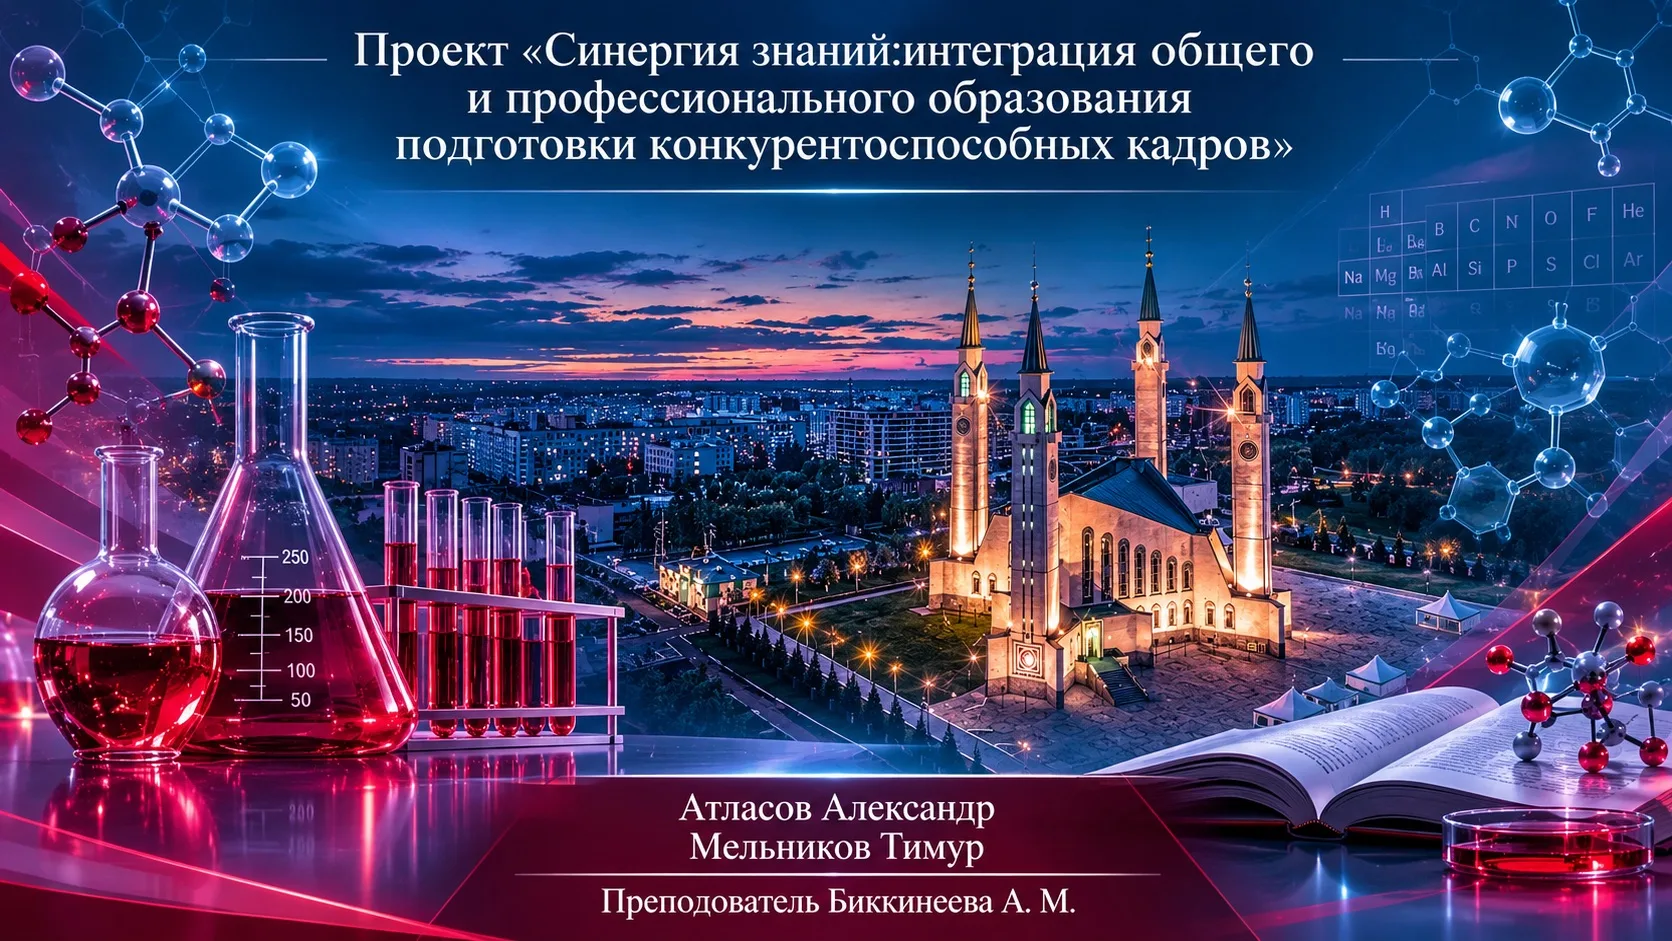 Проект «Синергия знаний:интеграция общего
и профессионального образования
подготовки конкурентоспособных кадров»
H
B C N O F He
Na Mg Al Si P S Cl Ar
Na
250
200
150
100
50
Атласов Александр
Мельников Тимур
Преподователь Биккинеева А. М.